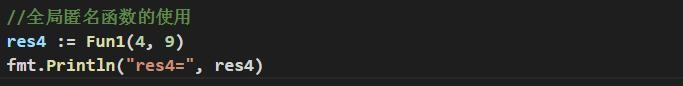 //全局匿名函数的使用
res4 := Fun1(4, 9)
fmt.Println("res4=", res4)